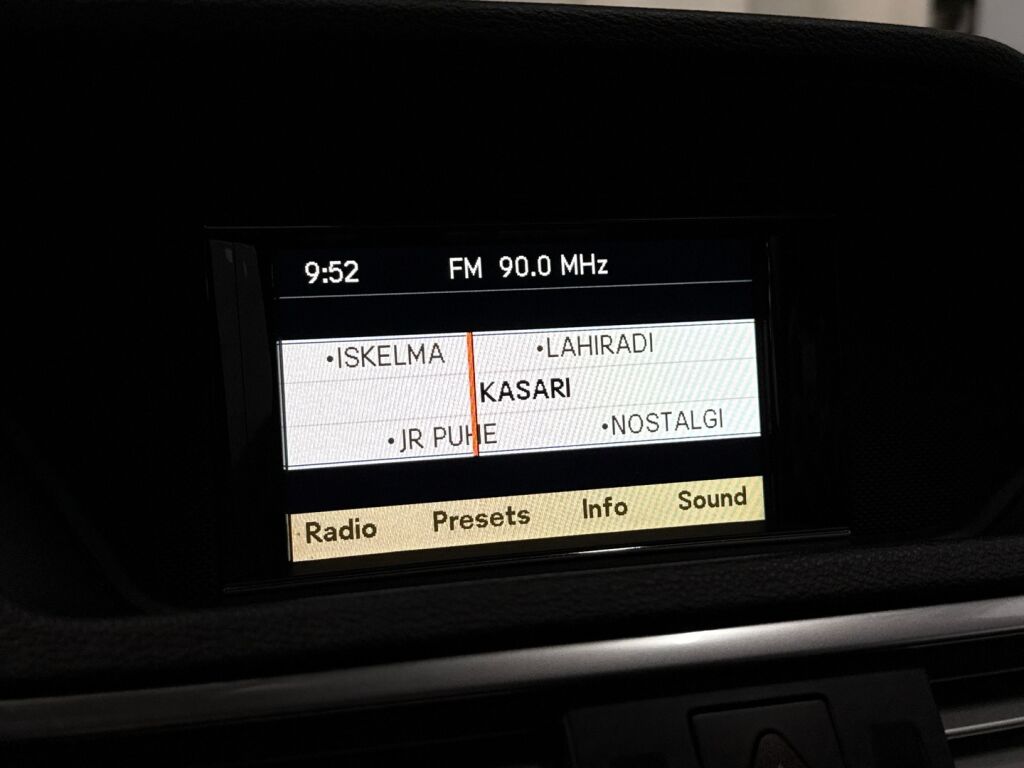 9:52 FM 90.0 MHz
•ISKELMA •LAHIRADI
KASARI
•JR PUHE •NOSTALGI
Radio Presets Info Sound